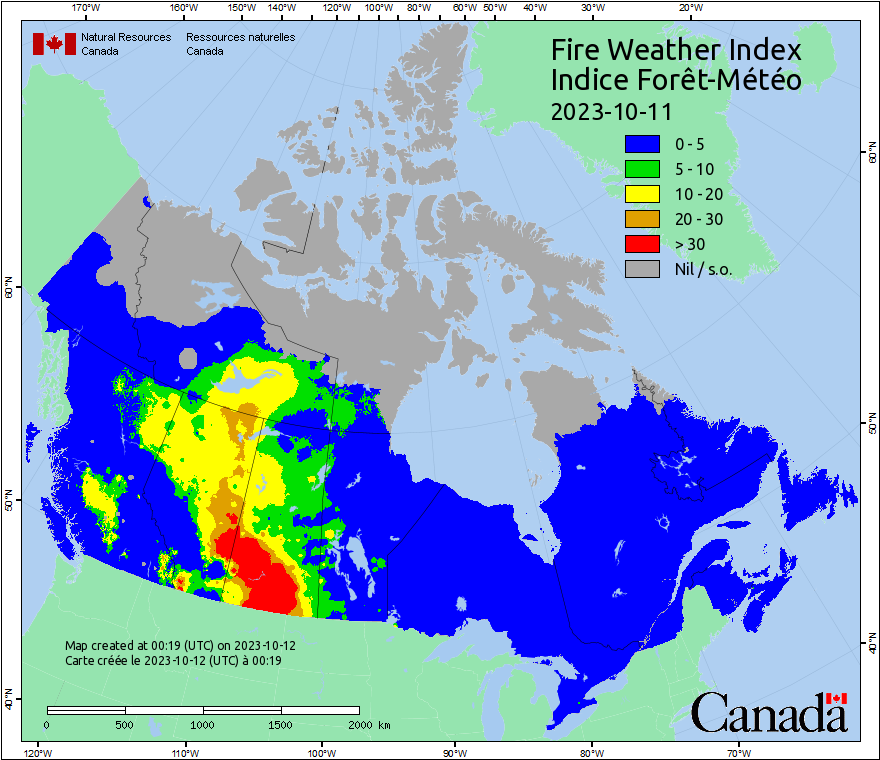 170°W 160°W 150°W 140°W 130°W 120°W 110°W 100°W 90°W 80°W 70°W 60°W 50°W 40°W 30°W 20°W
Natural Resources Ressources naturelles
Canada Canada
Fire Weather Index
Indice Forêt-Météo
2023-10-11
0 - 5
5 - 10
10 - 20
20 - 30
> 30
Nil / s.o.
60°N
60°N
50°N
50°N
40°N
40°N
Map created at 00:19 (UTC) on 2023-10-12
Carte créée le 2023-10-12 (UTC) à 00:19
0 500 1000 1500 2000 km
Canada
120°W 110°W 100°W 90°W 80°W 70°W